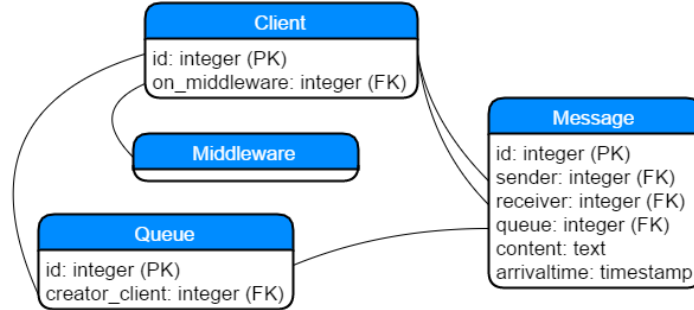 Client
id: integer (PK)
on_middleware: integer (FK)
Middleware
Message
id: integer (PK)
sender: integer (FK)
receiver: integer (FK)
queue: integer (FK)
content: text
arrivaltime: timestamp
Queue
id: integer (PK)
creator_client: integer (FK)